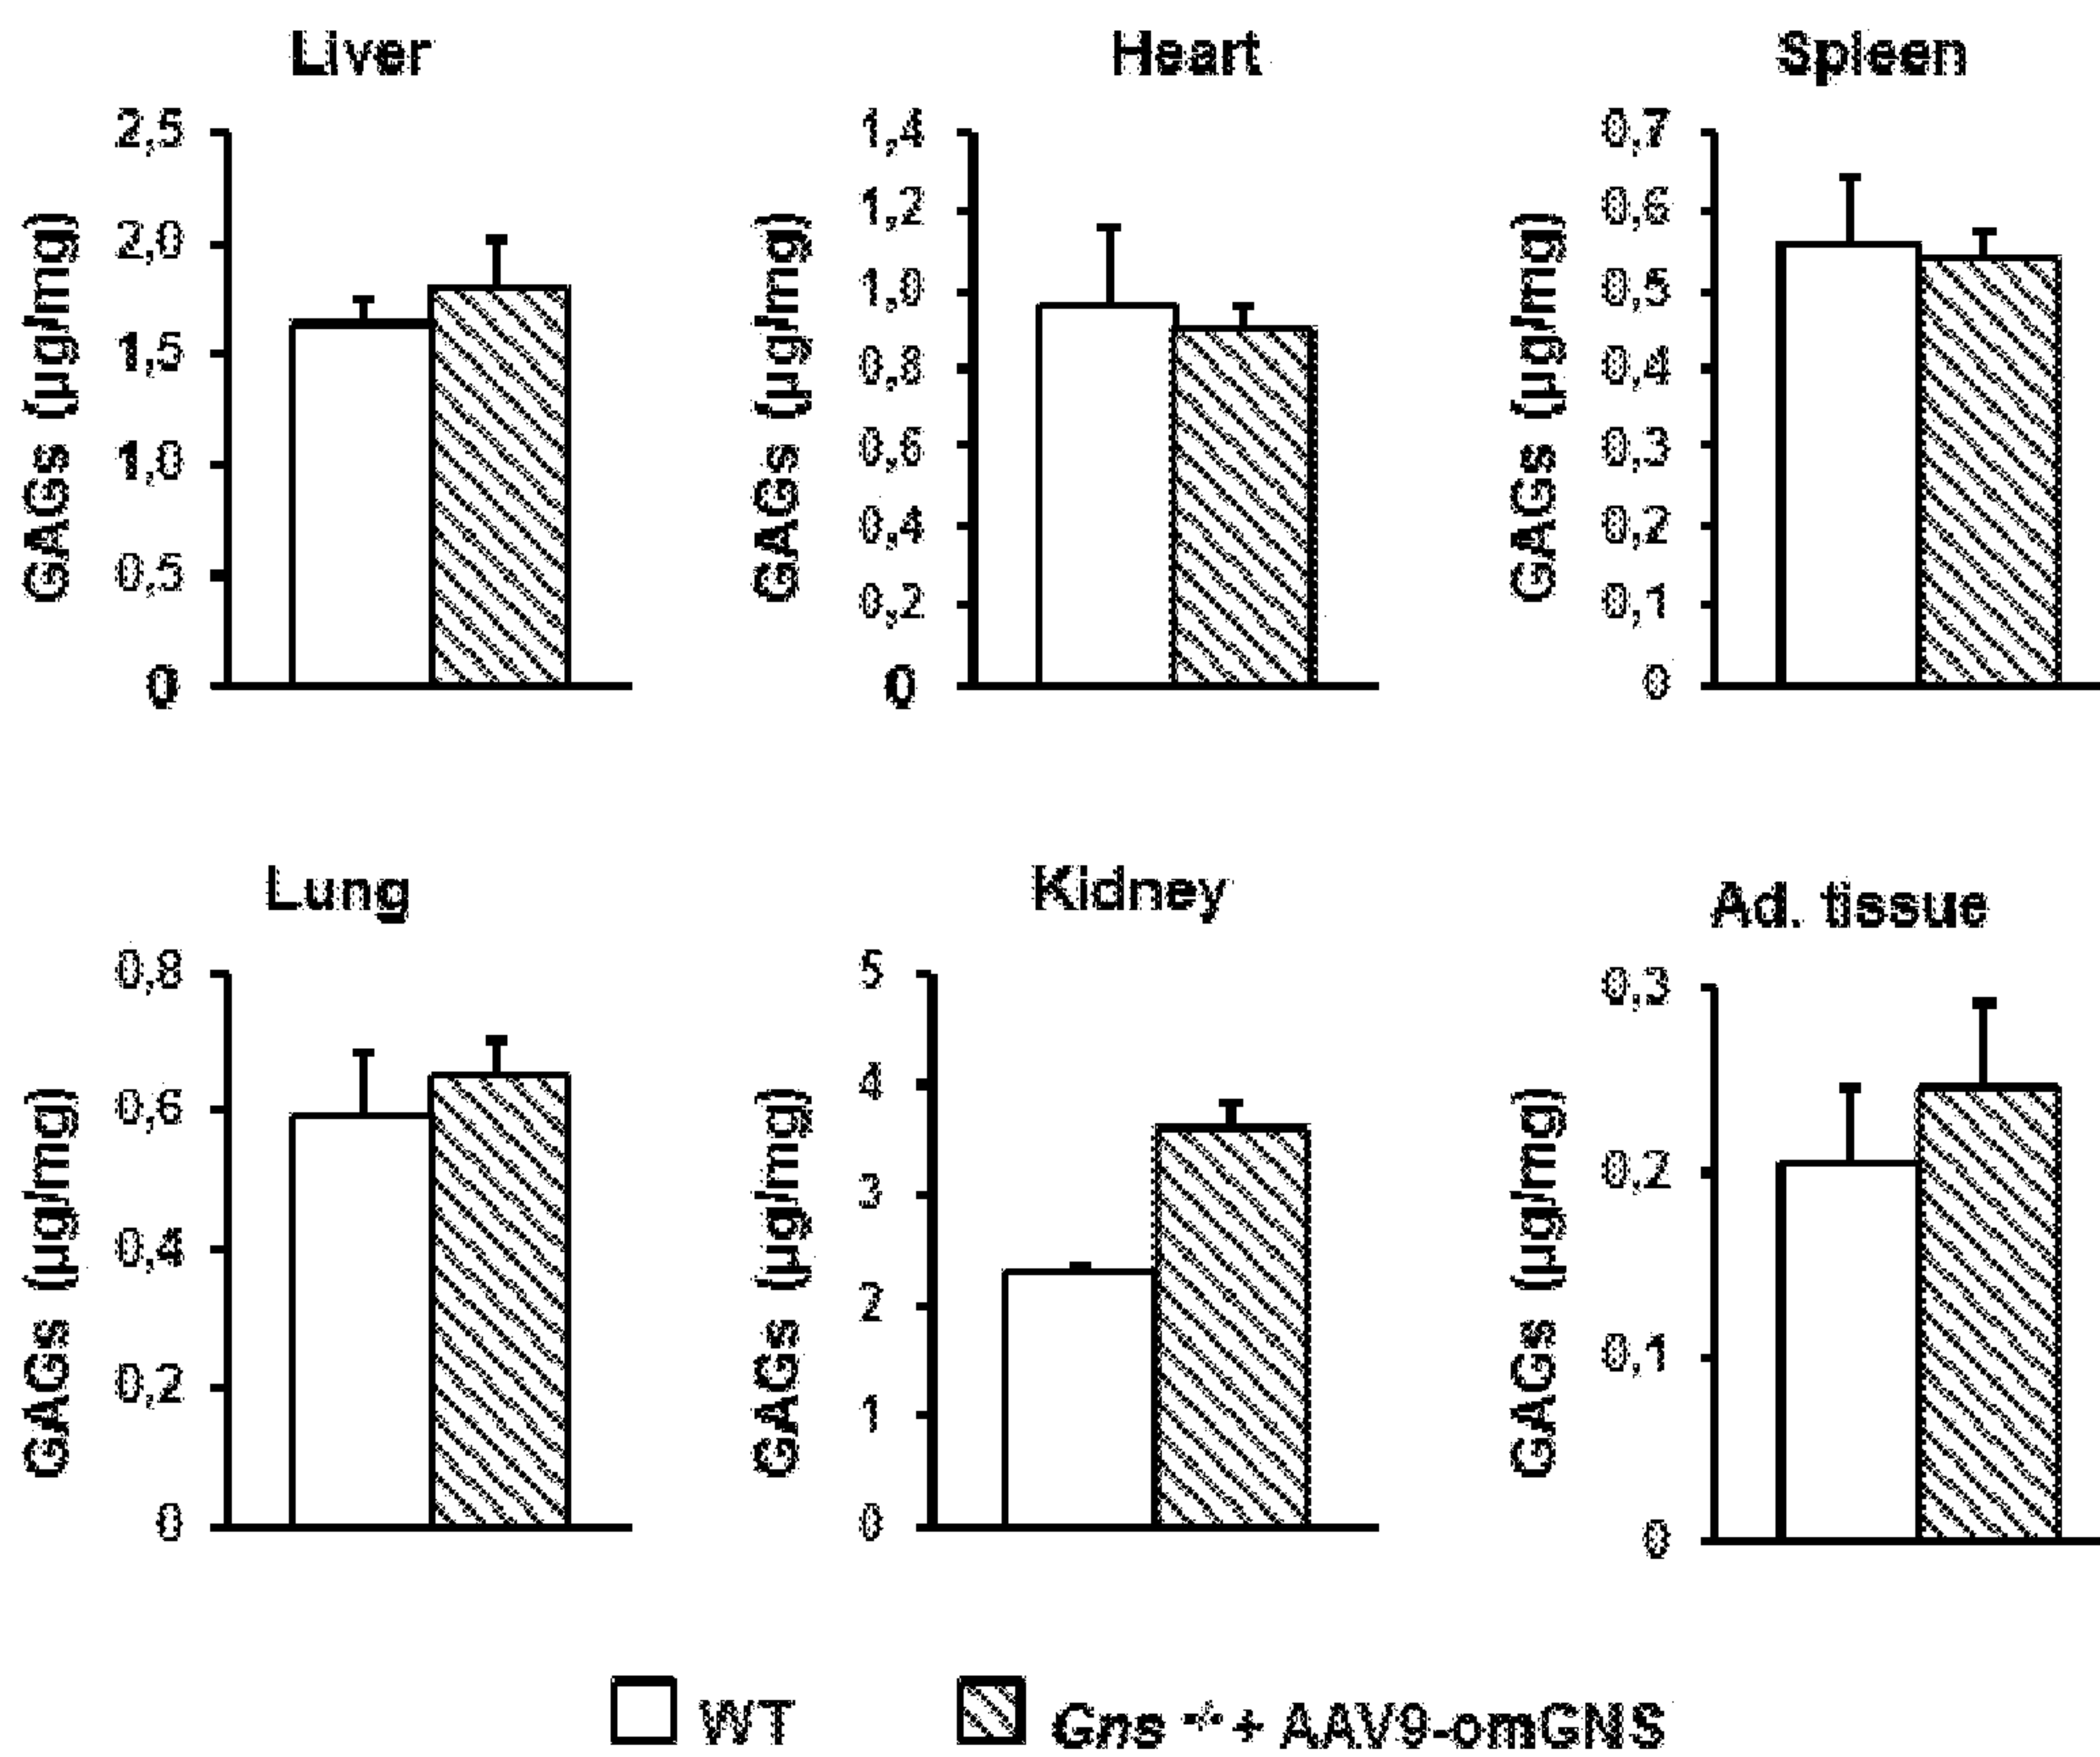 Liver
2,5
2,0
1,5
1,0
0,5
0
GAGs (µg/mg)
Heart
1,4
1,2
1,0
0,8
0,6
0,4
0,2
0
GAGs (µg/mg)
Spleen
0,7
0,6
0,5
0,4
0,3
0,2
0,1
0
GAGs (µg/mg)
Lung
0,8
0,6
0,4
0,2
0
GAGs (µg/mg)
Kidney
5
4
3
2
1
0
GAGs (µg/mg)
Ad. tissue
0,3
0,2
0,1
0
GAGs (µg/mg)
WT
Gns -/- + AAV9-omGNS